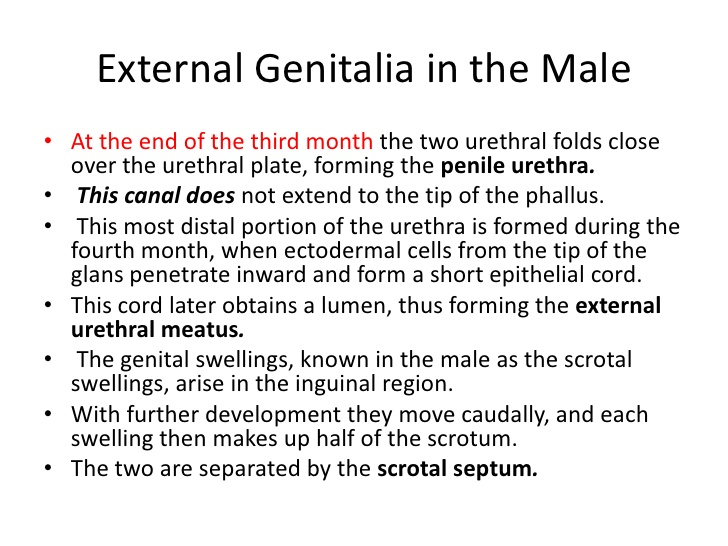 External Genitalia in the Male
• At the end of the third month the two urethral folds close
over the urethral plate, forming the penile urethra.
• This canal does not extend to the tip of the phallus.
• This most distal portion of the urethra is formed during the
fourth month, when ectodermal cells from the tip of the
glans penetrate inward and form a short epithelial cord.
• This cord later obtains a lumen, thus forming the external
urethral meatus.
• The genital swellings, known in the male as the scrotal
swellings, arise in the inguinal region.
• With further development they move caudally, and each
swelling then makes up half of the scrotum.
• The two are separated by the scrotal septum.